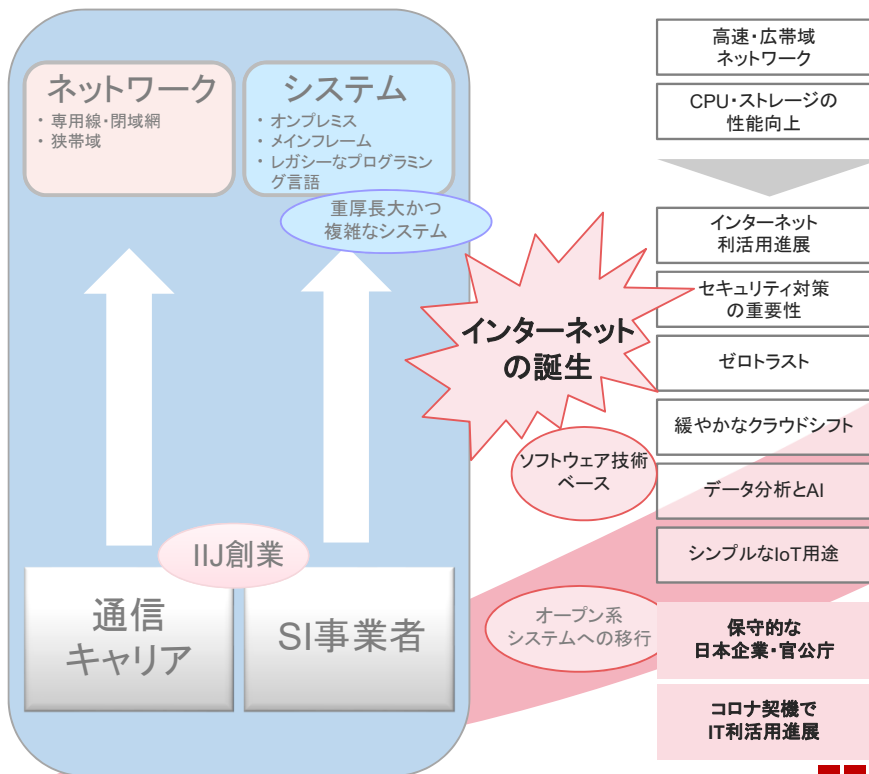 ネットワーク
・ 専用線・閉域網
・ 狭帯域
システム
・ オンプレミス
・ メインフレーム
・ レガシーなプログラミン
グ言語
重厚長大かつ
複雑なシステム
インターネット
の誕生
ソフトウェア技術
ベース
IIJ創業
通信
キャリア
SI事業者
オープン系
システムへの移行
高速・広帯域
ネットワーク
CPU・ストレージの
性能向上
インターネット
利活用進展
セキュリティ対策
の重要性
ゼロトラスト
緩やかなクラウドシフト
データ分析とAI
シンプルなIoT用途
保守的な
日本企業・官公庁
コロナ契機で
IT利活用進展